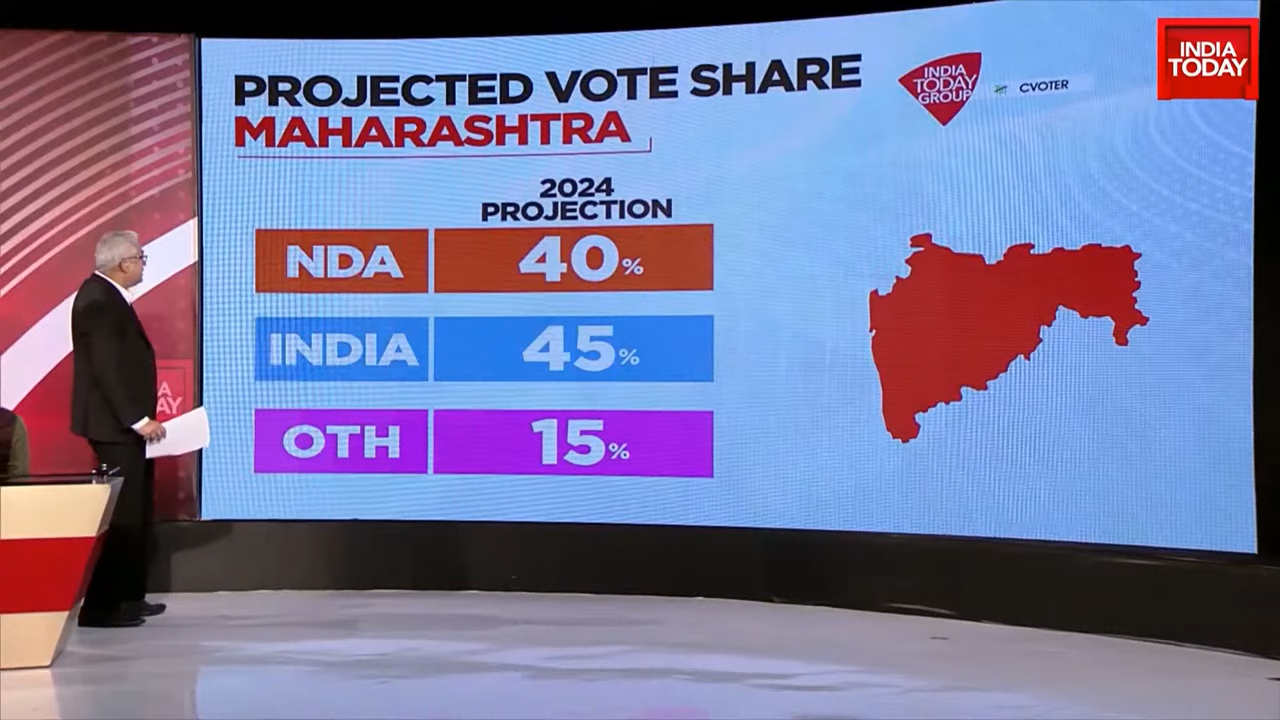 PROJECTED VOTE SHARE
MAHARASHTRA
INDIA
TODAY
GROUP
CVOTER
INDIA
TODAY
2024
PROJECTION
NDA 40%
INDIA 45%
OTH 15%